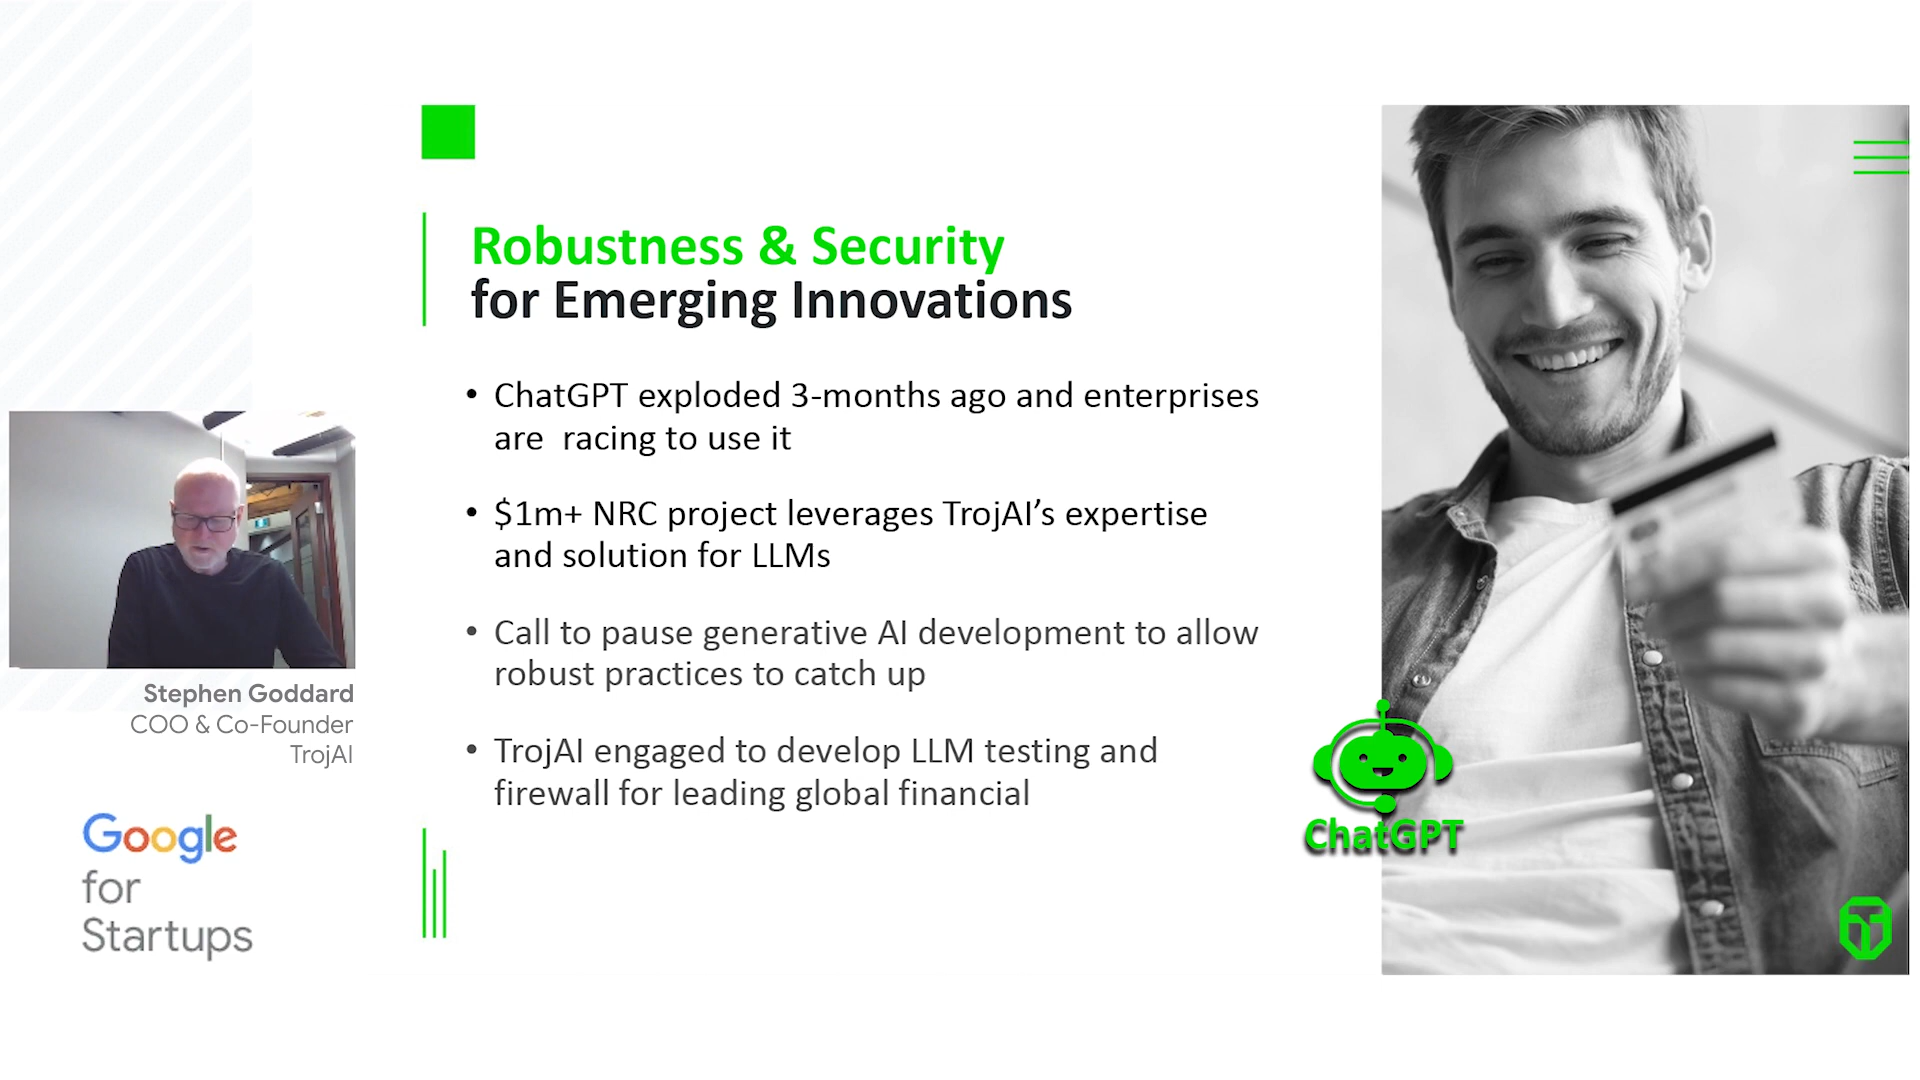 Robustness & Security
for Emerging Innovations
• ChatGPT exploded 3-months ago and enterprises
are  racing to use it
• $1m+ NRC project leverages TrojAI’s expertise
and solution for LLMs
• Call to pause generative AI development to allow
robust practices to catch up
• TrojAI engaged to develop LLM testing and
firewall for leading global financial
ChatGPT
Stephen Goddard
COO & Co-Founder
TrojAI
Google
for
Startups